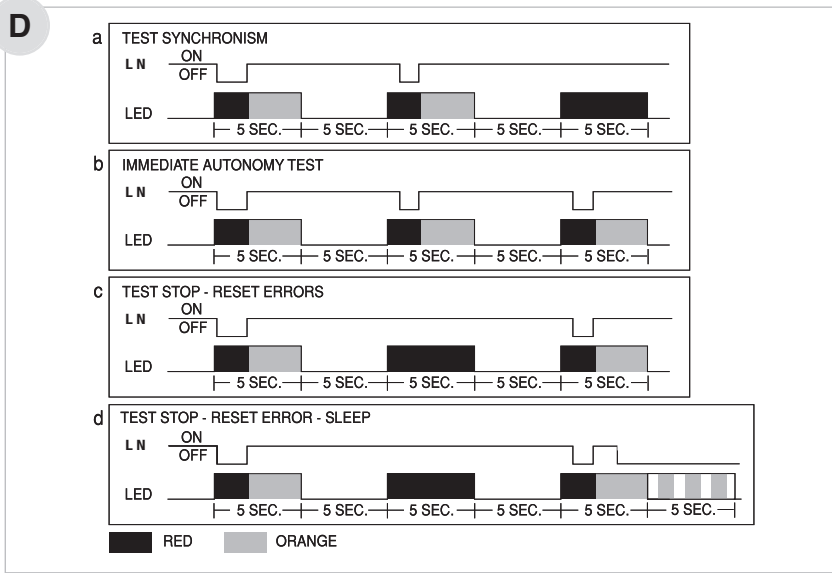 D
a TEST SYNCHRONISM
ON
L N
OFF
LED
5 SEC. 5 SEC. 5 SEC. 5 SEC. 5 SEC.
b IMMEDIATE AUTONOMY TEST
ON
L N
OFF
LED
5 SEC. 5 SEC. 5 SEC. 5 SEC. 5 SEC.
c TEST STOP - RESET ERRORS
ON
L N
OFF
LED
5 SEC. 5 SEC. 5 SEC. 5 SEC. 5 SEC.
d TEST STOP - RESET ERROR - SLEEP
ON
L N
OFF
LED
5 SEC. 5 SEC. 5 SEC. 5 SEC. 5 SEC. 5 SEC.
RED ORANGE